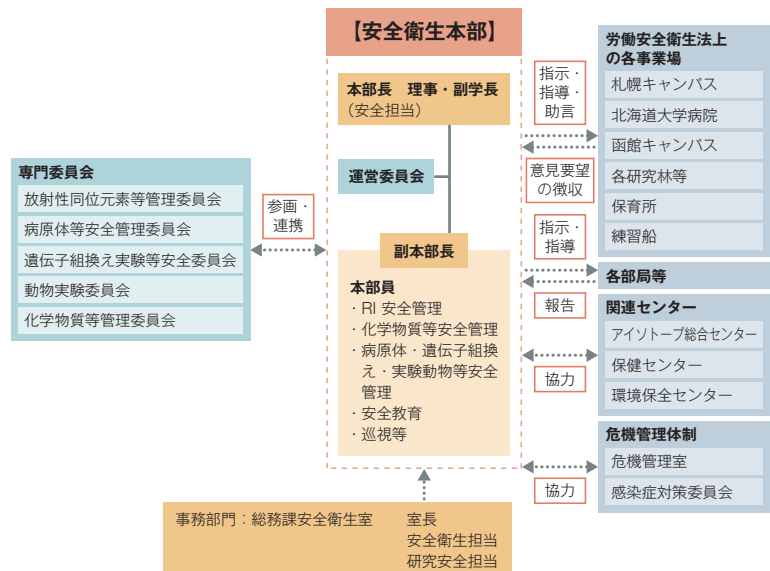 【安全衛生本部】
本部長　理事・副学長
（安全担当）
運営委員会
副本部長
本部員
・RI 安全管理
・化学物質等安全管理
・病原体・遺伝子組換
え・実験動物等安全
管理
・安全教育
・巡視等
専門委員会
放射性同位元素等管理委員会
病原体等安全管理委員会
遺伝子組換え実験等安全委員会
動物実験委員会
化学物質等管理委員会
参画・
連携
指示・
指導・
助言
意見要望
の徴収
指示・
指導
報告
協力
協力
労働安全衛生法上
の各事業場
札幌キャンパス
北海道大学病院
函館キャンパス
各研究林等
保育所
練習船
各部局等
関連センター
アイソトープ総合センター
保健センター
環境保全センター
危機管理体制
危機管理室
感染症対策委員会
事務部門：総務課安全衛生室　室長
安全衛生担当
研究安全担当